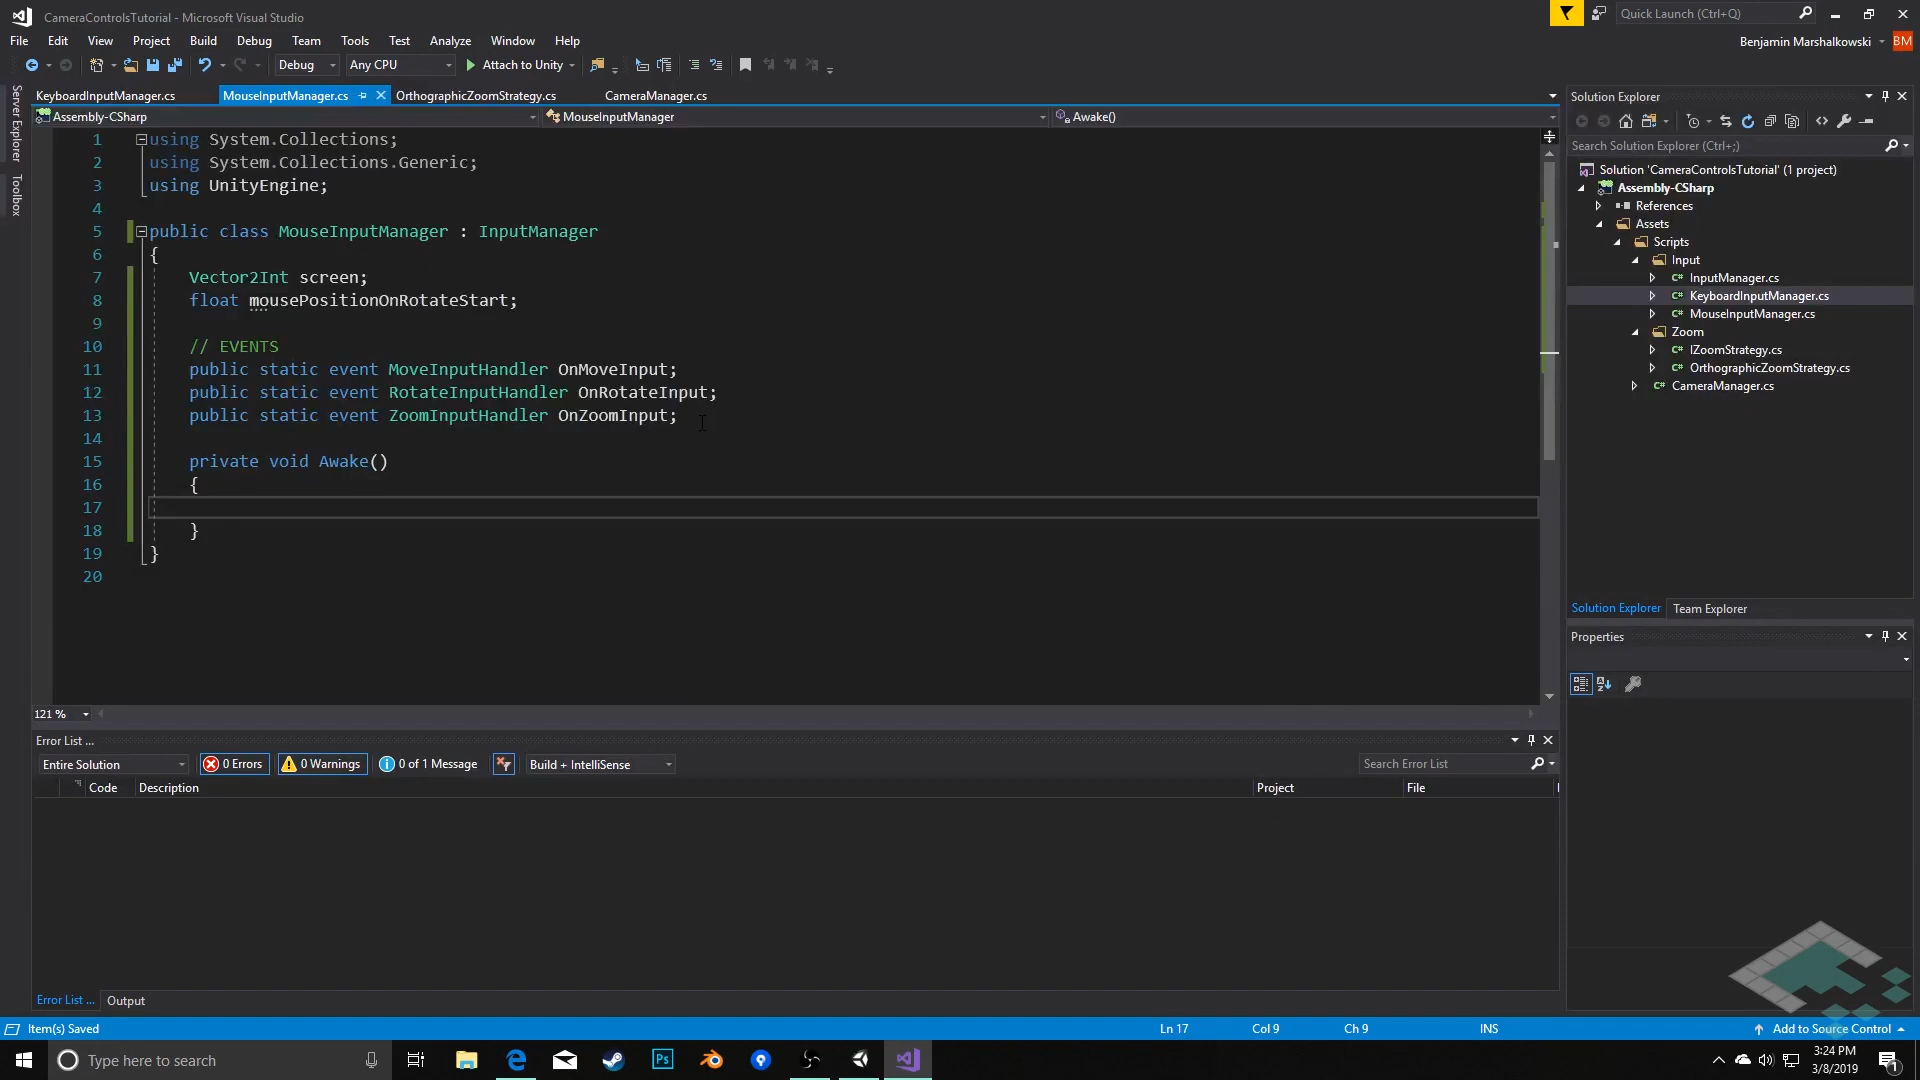 CameraControlsTutorial - Microsoft Visual Studio
Quick Launch (Ctrl+Q)
File Edit View Project Build Debug Team Tools Test Analyze Window Help
Benjamin Marshalkowski BM
Debug Any CPU Attach to Unity
Server Explorer
Toolbox
KeyboardInputManager.cs MouseInputManager.cs OrthographicZoomStrategy.cs CameraManager.cs
Assembly-CSharp MouseInputManager Awake()
1 using System.Collections;
2 using System.Collections.Generic;
3 using UnityEngine;
4
5 public class MouseInputManager : InputManager
6 {
7 Vector2Int screen;
8 float mousePositionOnRotateStart;
9
10 // EVENTS
11 public static event MoveInputHandler OnMoveInput;
12 public static event RotateInputHandler OnRotateInput;
13 public static event ZoomInputHandler OnZoomInput;
14
15 private void Awake()
16 {
17
18 }
19 }
20
121 %
Solution Explorer
Search Solution Explorer (Ctrl+;)
Solution 'CameraControlsTutorial' (1 project)
Assembly-CSharp
References
Assets
Scripts
Input
C# InputManager.cs
C# KeyboardInputManager.cs
C# MouseInputManager.cs
Zoom
C# IZoomStrategy.cs
C# OrthographicZoomStrategy.cs
C# CameraManager.cs
Solution Explorer Team Explorer
Properties
Error List ...
Entire Solution 0 Errors 0 Warnings 0 of 1 Message Build + IntelliSense Search Error List
Code Description Project File
Error List ... Output
Item(s) Saved Ln 17 Col 9 Ch 9 INS Add to Source Control
Type here to search
Ps
3:24 PM
3/8/2019
1